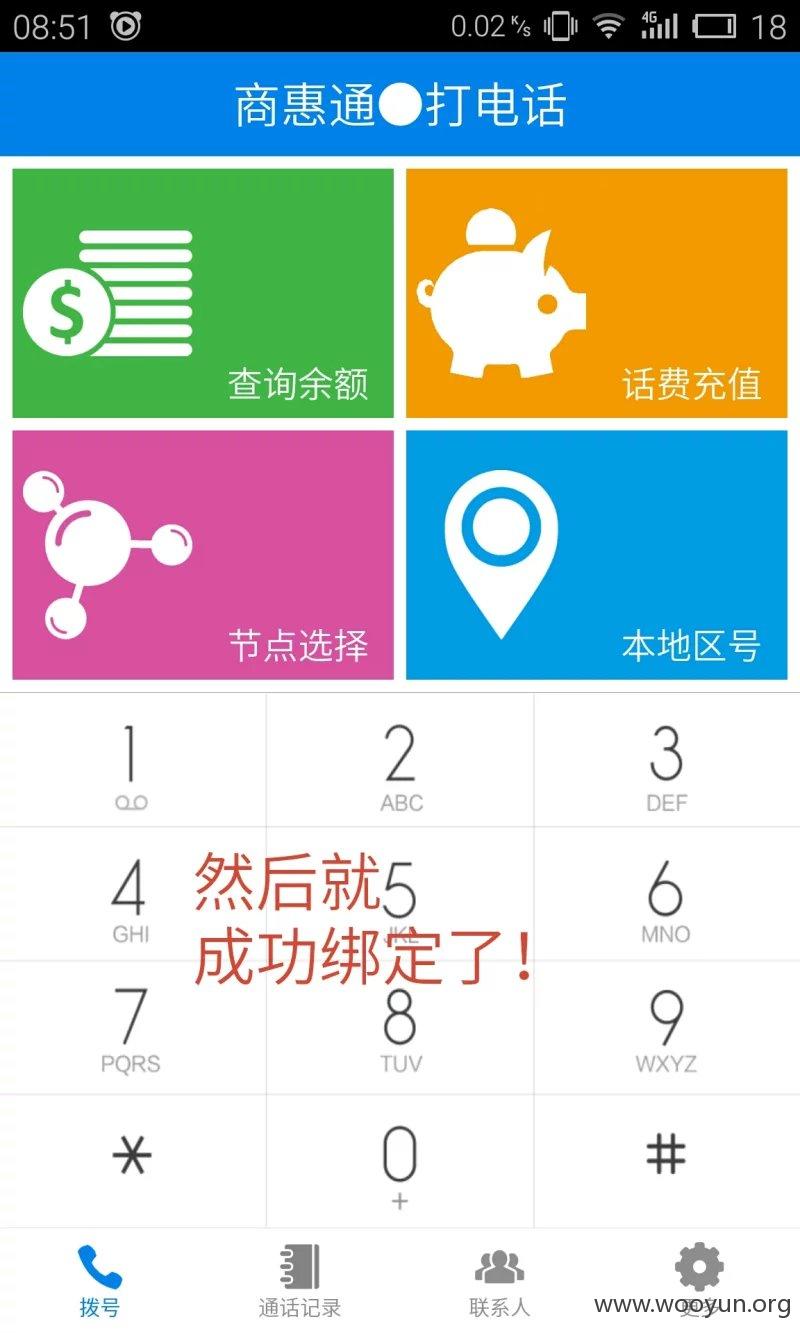 08:51 0.02 K/s 4G 18
商惠通●打电话
$
查询余额 话费充值
节点选择 本地区号
1 2 3
ABC DEF
4 5 6
GHI JKL MNO
然后就
成功绑定了！
7 8 9
PQRS TUV WXYZ
* 0 #
+
拨号 通话记录 联系人 更多
www.wooyun.org